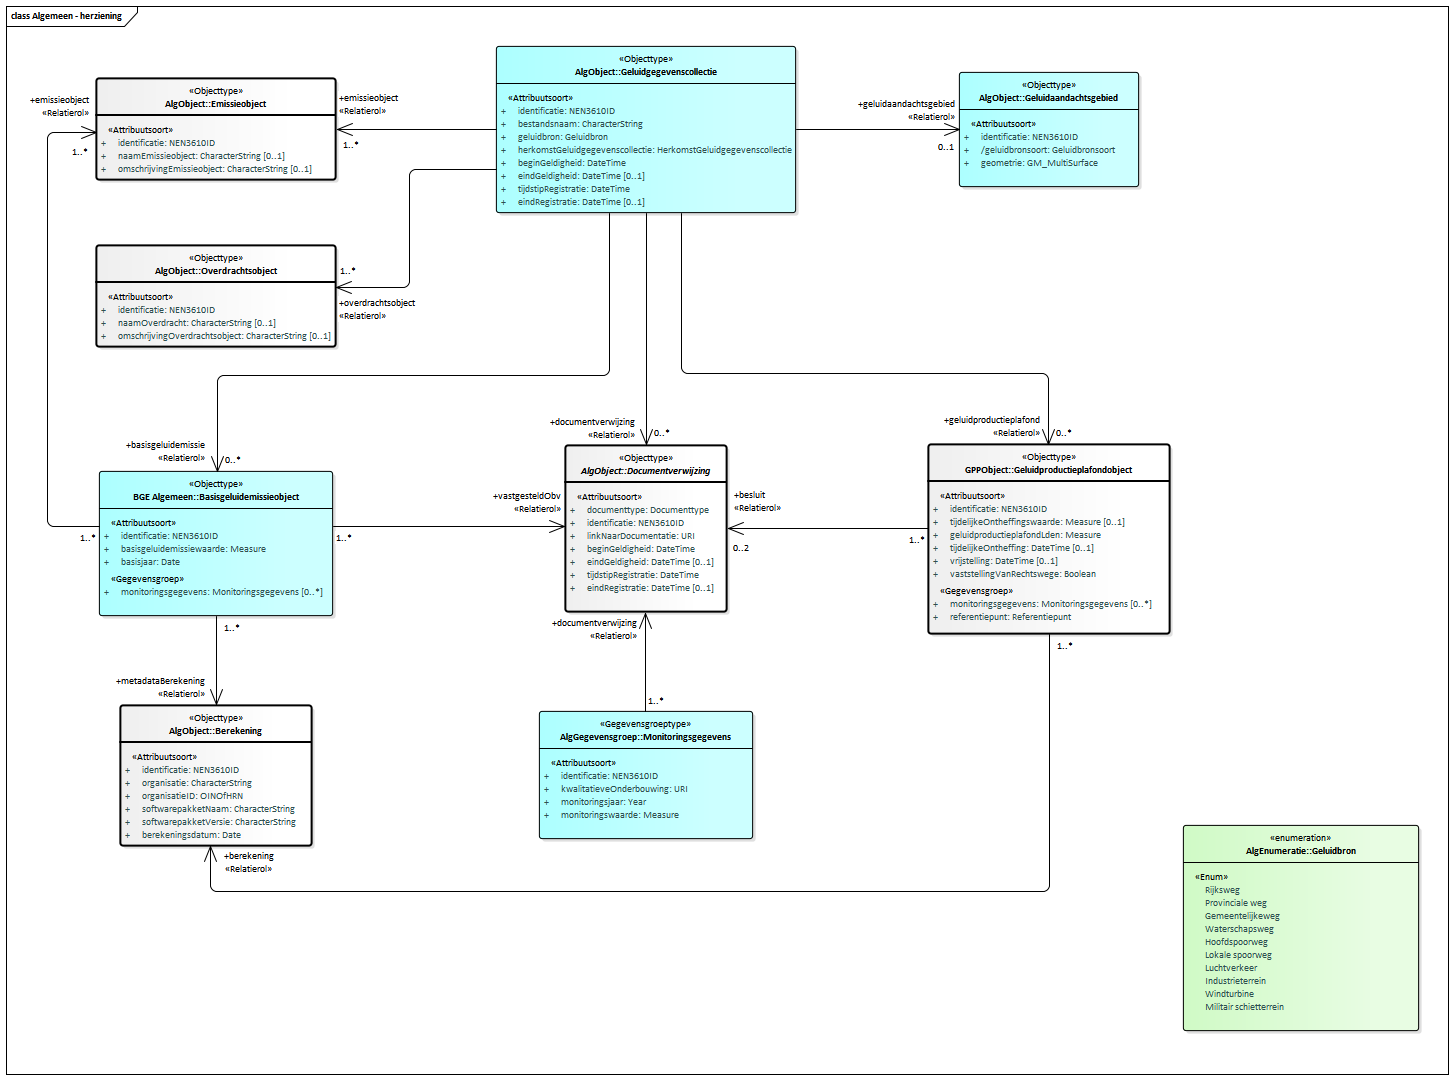 class Algemeen - herziening
«Objecttype»
AlgObject::Geluidgegevenscollectie
«Attribuutsoort»
+ identificatie: NEN3610ID
+ bestandsnaam: CharacterString
+ geluidbron: Geluidbron
+ herkomstGeluidgegevenscollectie: HerkomstGeluidgegevenscollectie
+ beginGeldigheid: DateTime
+ eindGeldigheid: DateTime [0..1]
+ tijdstipRegistratie: DateTime
+ eindRegistratie: DateTime [0..1]
«Objecttype»
AlgObject::Emissieobject
«Attribuutsoort»
+ identificatie: NEN3610ID
+ naamEmissieobject: CharacterString [0..1]
+ omschrijvingEmissieobject: CharacterString [0..1]
+emissieobject
«Relatierol»
1..*
+emissieobject
«Relatierol»
1..*
+geluidaandachtsgebied
«Relatierol»
0..1
«Objecttype»
AlgObject::Geluidaandachtsgebied
«Attribuutsoort»
+ identificatie: NEN3610ID
+ /geluidbronsoort: Geluidbronsoort
+ geometrie: GM_MultiSurface
«Objecttype»
AlgObject::Overdrachtsobject
«Attribuutsoort»
+ identificatie: NEN3610ID
+ naamOverdracht: CharacterString [0..1]
+ omschrijvingOverdrachtsobject: CharacterString [0..1]
1..*
+overdrachtsobject
«Relatierol»
+basisgeluidemissie
«Relatierol»
0..*
+documentverwijzing
«Relatierol»
0..*
+geluidproductieplafond
«Relatierol»
0..*
«Objecttype»
BGE Algemeen::Basisgeluidemissieobject
«Attribuutsoort»
+ identificatie: NEN3610ID
+ basisgeluidemissiewaarde: Measure
+ basisjaar: Date
«Gegevensgroep»
+ monitoringsgegevens: Monitoringsgegevens [0..*]
1..*
1..*
+vastgesteldObv
«Relatierol»
«Objecttype»
AlgObject::Documentverwijzing
«Attribuutsoort»
+ documenttype: Documenttype
+ identificatie: NEN3610ID
+ linkNaarDocumentatie: URI
+ beginGeldigheid: DateTime
+ eindGeldigheid: DateTime [0..1]
+ tijdstipRegistratie: DateTime
+ eindRegistratie: DateTime [0..1]
+besluit
«Relatierol»
0..2
1..*
«Objecttype»
GPPObject::Geluidproductieplafondobject
«Attribuutsoort»
+ identificatie: NEN3610ID
+ tijdelijkeOntheffingswaarde: Measure [0..1]
+ geluidproductieplafondLden: Measure
+ tijdelijkeOntheffing: DateTime [0..1]
+ vrijstelling: DateTime [0..1]
+ vaststellingVanRechtswege: Boolean
«Gegevensgroep»
+ monitoringsgegevens: Monitoringsgegevens [0..*]
+ referentiepunt: Referentiepunt
1..*
+documentverwijzing
«Relatierol»
1..*
1..*
+metadataBerekening
«Relatierol»
«Objecttype»
AlgObject::Berekening
«Attribuutsoort»
+ identificatie: NEN3610ID
+ organisatie: CharacterString
+ organisatieID: OINOfHRN
+ softwarepakketNaam: CharacterString
+ softwarepakketVersie: CharacterString
+ berekeningsdatum: Date
+berekening
«Relatierol»
«Gegevensgroeptype»
AlgGegevensgroep::Monitoringsgegevens
«Attribuutsoort»
+ identificatie: NEN3610ID
+ kwalitatieveOnderbouwing: URI
+ monitoringsjaar: Year
+ monitoringswaarde: Measure
«enumeration»
AlgEnumeratie::Geluidbron
«Enum»
Rijksweg
Provinciale weg
Gemeentelijkeweg
Waterschapsweg
Hoofdspoorweg
Lokale spoorweg
Luchtverkeer
Industrieterrein
Windturbine
Militair schietterrein